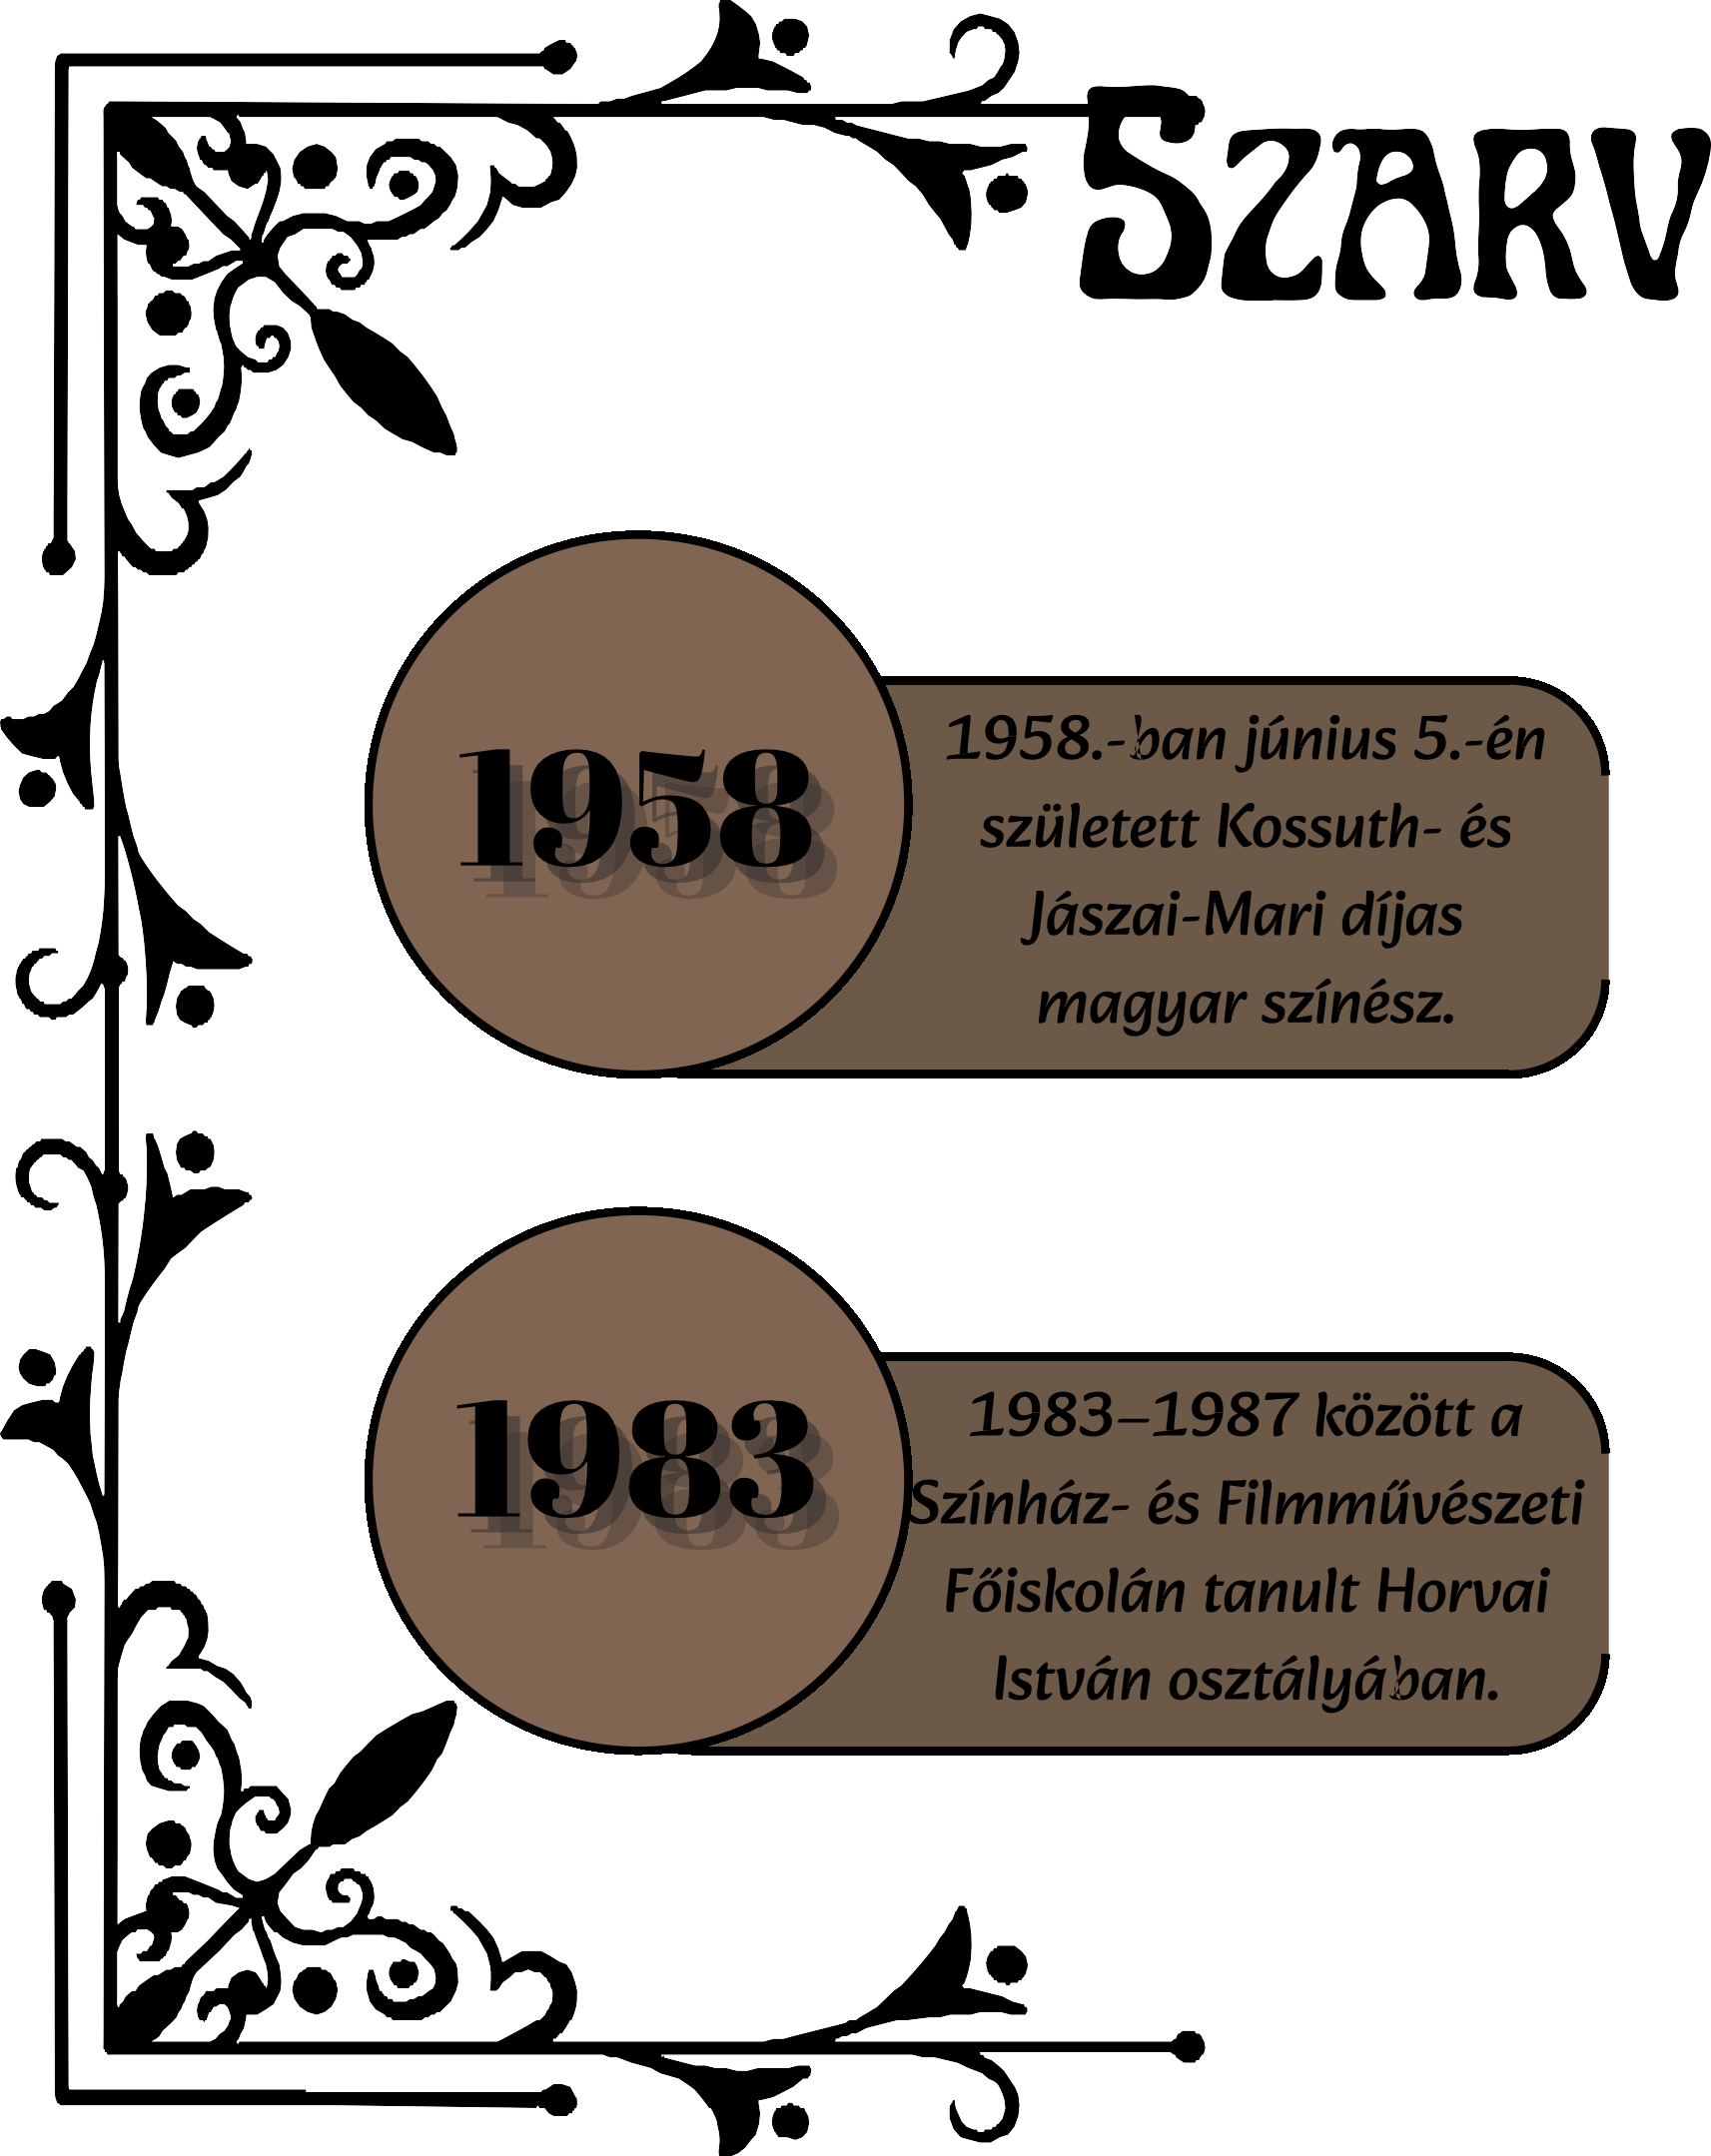 SZARV
1958
1958.-ban június 5.-én
született Kossuth- és
Jászai-Mari díjas
magyar színész.
1983
1983–1987 között a
Színház- és Filmművészeti
Főiskolán tanult Horvai
István osztályában.